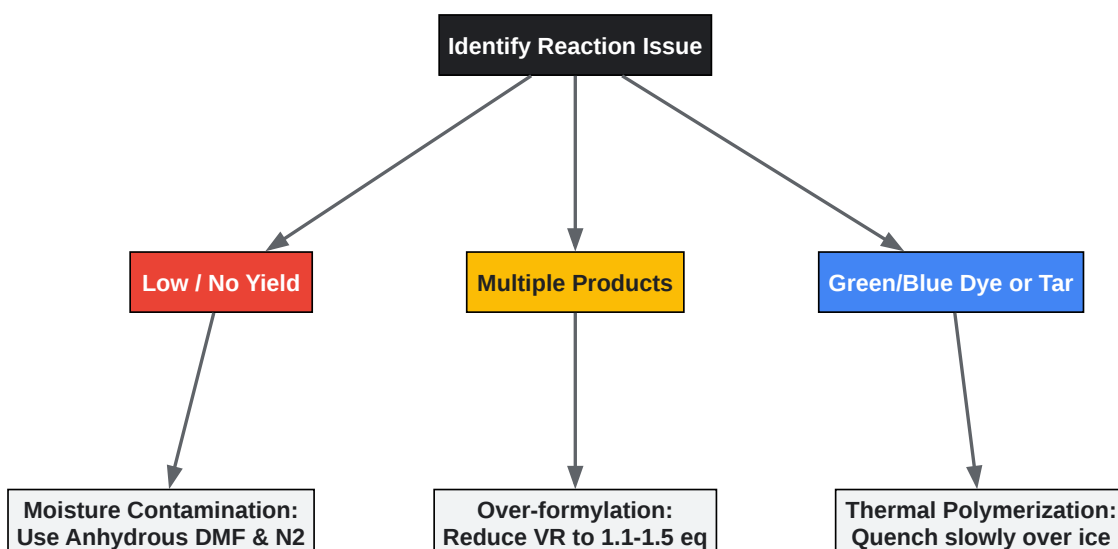 Identify Reaction Issue
Low / No Yield
Multiple Products
Green/Blue Dye or Tar
Moisture Contamination:
Use Anhydrous DMF & N2
Over-formylation:
Reduce VR to 1.1-1.5 eq
Thermal Polymerization:
Quench slowly over ice